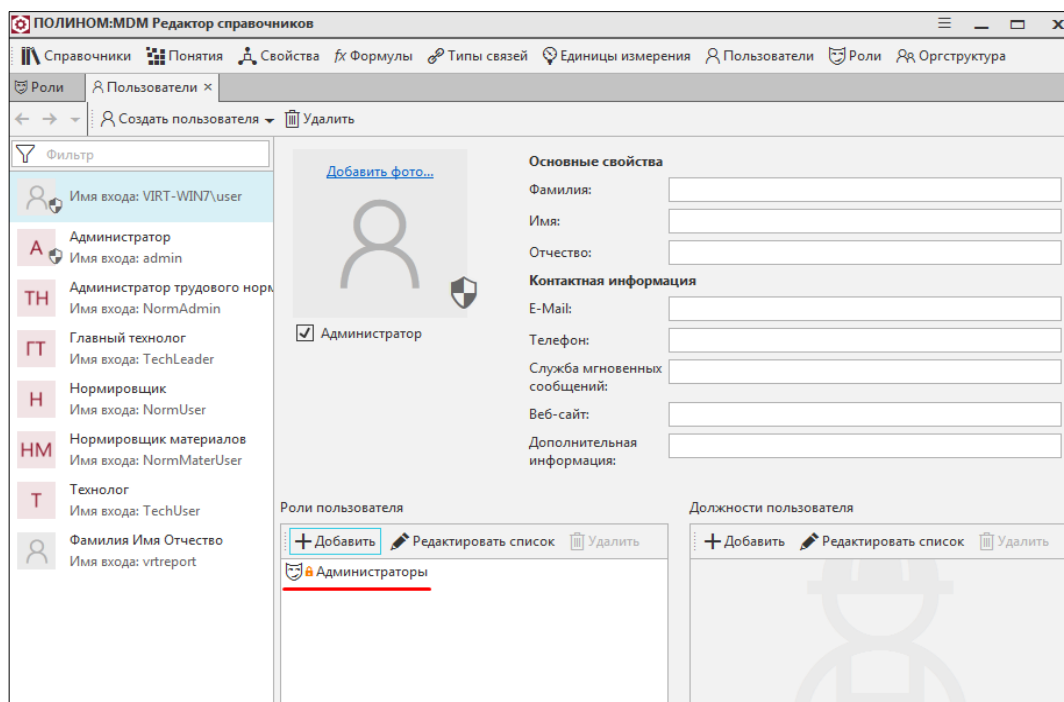 ПОЛИНОМ:MDM Редактор справочников
Справочники Понятия Свойства fx Формулы Типы связей Единицы измерения Пользователи Роли Оргструктура
Роли Пользователи ×
Создать пользователя Удалить
Фильтр
Имя входа: VIRT-WIN7\user
А
Администратор
Имя входа: admin
ТН
Администратор трудового норм
Имя входа: NormAdmin
ГТ
Главный технолог
Имя входа: TechLeader
Н
Нормировщик
Имя входа: NormUser
НМ
Нормировщик материалов
Имя входа: NormMaterUser
Т
Технолог
Имя входа: TechUser
Фамилия Имя Отчество
Имя входа: vrtreport
Добавить фото...
Администратор
Основные свойства
Фамилия:
Имя:
Отчество:
Контактная информация
E-Mail:
Телефон:
Служба мгновенных
сообщений:
Веб-сайт:
Дополнительная
информация:
Роли пользователя
Добавить Редактировать список Удалить
Администраторы
Должности пользователя
Добавить Редактировать список Удалить